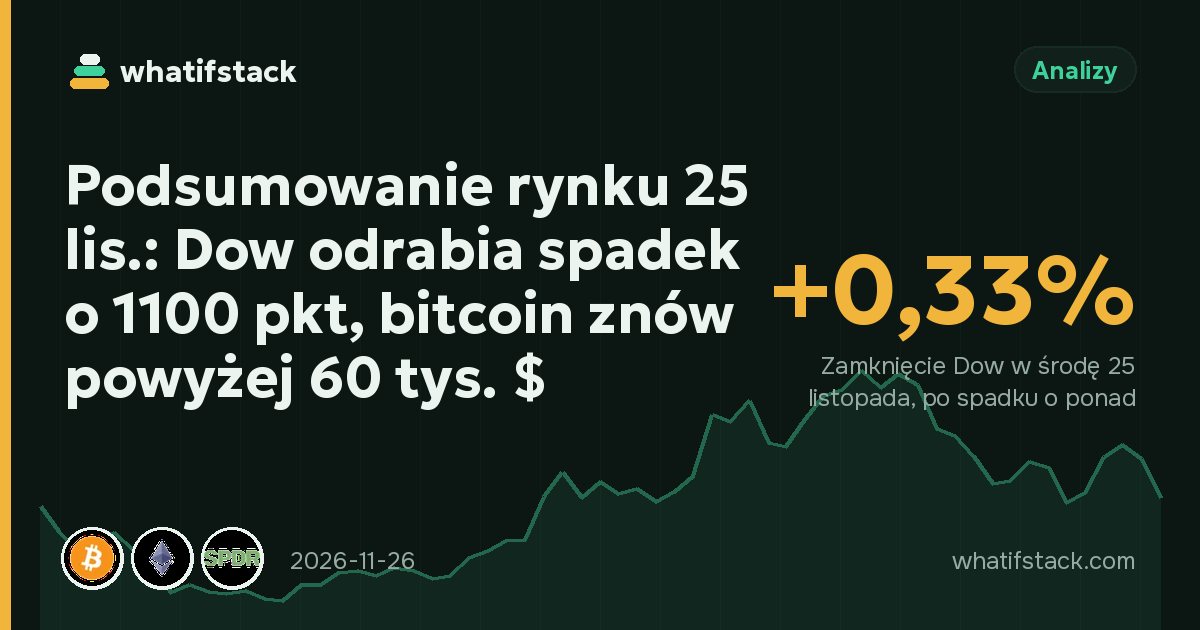 whatifstack
Analizy
Podsumowanie rynku 25
lis.: Dow odrabia spadek
o 1100 pkt, bitcoin znów
powyżej 60 tys. $
+0,33%
Zamknięcie Dow w środę 25
listopada, po spadku o ponad
SPDR
2026-11-26
whatifstack.com